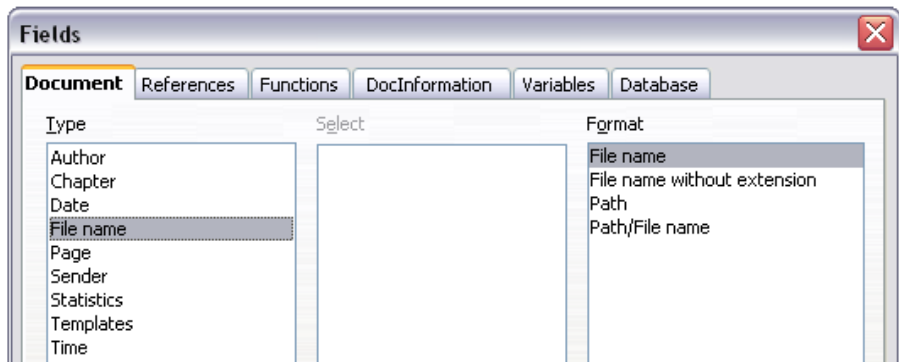 Fields
Document References Functions DocInformation Variables Database
Type Select Format
Author
Chapter
Date
File name
Page
Sender
Statistics
Templates
Time
File name
File name without extension
Path
Path/File name